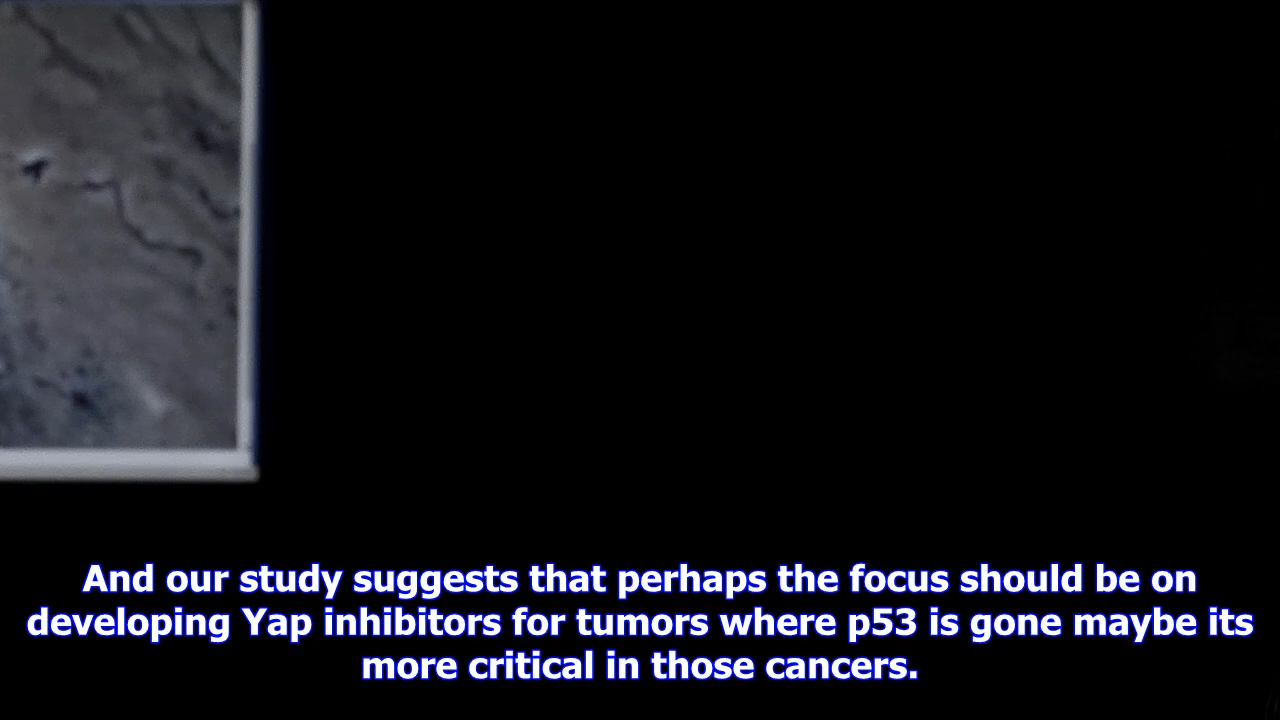 And our study suggests that perhaps the focus should be on
developing Yap inhibitors for tumors where p53 is gone maybe its
more critical in those cancers.